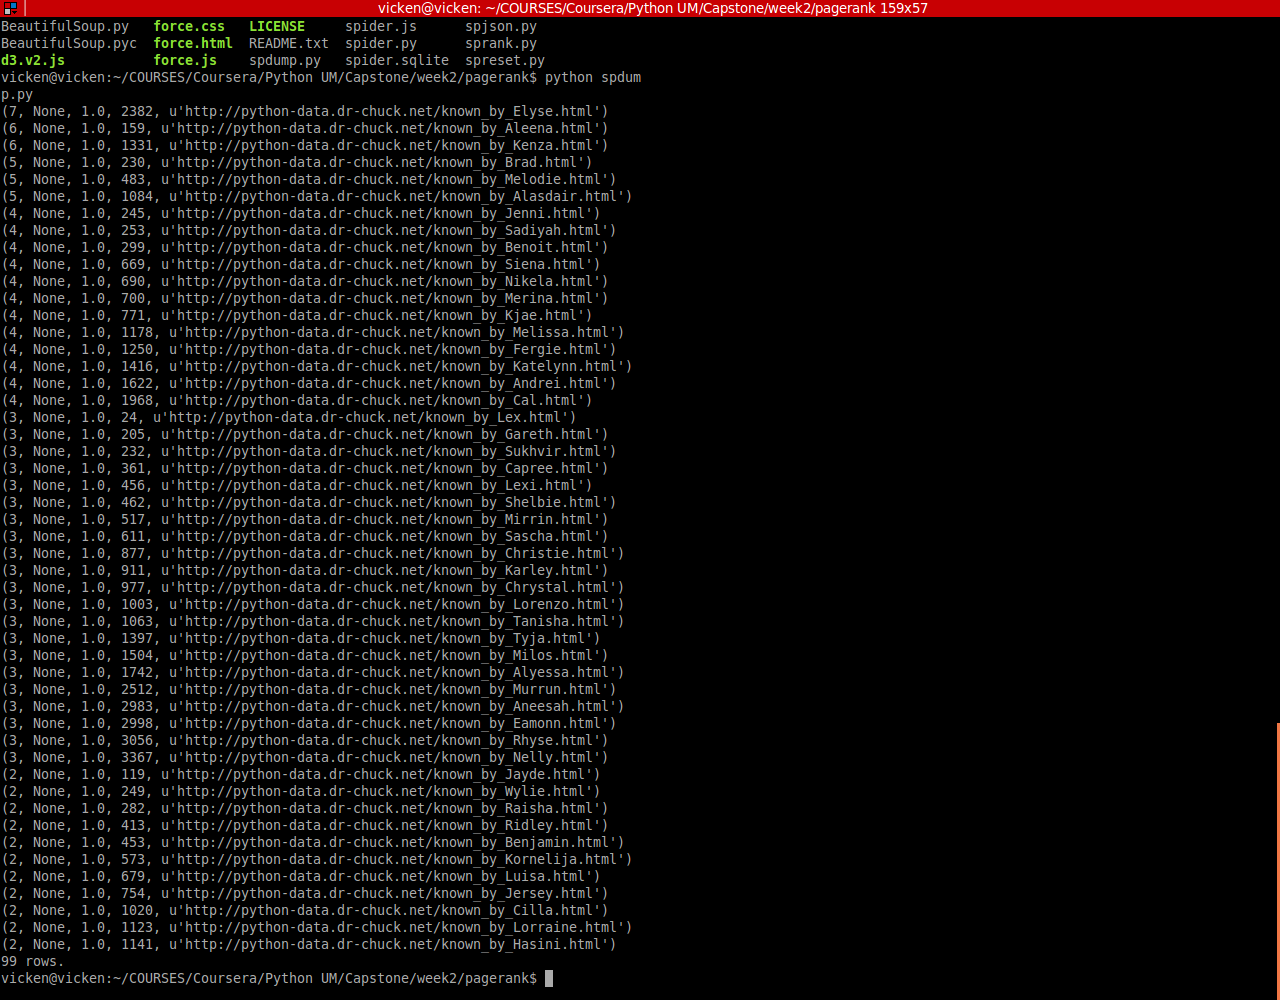 vicken@vicken: ~/COURSES/Coursera/Python UM/Capstone/week2/pagerank 159x57
BeautifulSoup.py   force.css   LICENSE     spider.js      spjson.py
BeautifulSoup.pyc  force.html  README.txt  spider.py      sprank.py
d3.v2.js           force.js    spdump.py   spider.sqlite  spreset.py
vicken@vicken:~/COURSES/Coursera/Python UM/Capstone/week2/pagerank$ python spdum
p.py
(7, None, 1.0, 2382, u'http://python-data.dr-chuck.net/known_by_Elyse.html')
(6, None, 1.0, 159, u'http://python-data.dr-chuck.net/known_by_Aleena.html')
(6, None, 1.0, 1331, u'http://python-data.dr-chuck.net/known_by_Kenza.html')
(5, None, 1.0, 230, u'http://python-data.dr-chuck.net/known_by_Brad.html')
(5, None, 1.0, 483, u'http://python-data.dr-chuck.net/known_by_Melodie.html')
(5, None, 1.0, 1084, u'http://python-data.dr-chuck.net/known_by_Alasdair.html')
(4, None, 1.0, 245, u'http://python-data.dr-chuck.net/known_by_Jenni.html')
(4, None, 1.0, 253, u'http://python-data.dr-chuck.net/known_by_Sadiyah.html')
(4, None, 1.0, 299, u'http://python-data.dr-chuck.net/known_by_Benoit.html')
(4, None, 1.0, 669, u'http://python-data.dr-chuck.net/known_by_Siena.html')
(4, None, 1.0, 690, u'http://python-data.dr-chuck.net/known_by_Nikela.html')
(4, None, 1.0, 700, u'http://python-data.dr-chuck.net/known_by_Merina.html')
(4, None, 1.0, 771, u'http://python-data.dr-chuck.net/known_by_Kjae.html')
(4, None, 1.0, 1178, u'http://python-data.dr-chuck.net/known_by_Melissa.html')
(4, None, 1.0, 1250, u'http://python-data.dr-chuck.net/known_by_Fergie.html')
(4, None, 1.0, 1416, u'http://python-data.dr-chuck.net/known_by_Katelynn.html')
(4, None, 1.0, 1622, u'http://python-data.dr-chuck.net/known_by_Andrei.html')
(4, None, 1.0, 1968, u'http://python-data.dr-chuck.net/known_by_Cal.html')
(3, None, 1.0, 24, u'http://python-data.dr-chuck.net/known_by_Lex.html')
(3, None, 1.0, 205, u'http://python-data.dr-chuck.net/known_by_Gareth.html')
(3, None, 1.0, 232, u'http://python-data.dr-chuck.net/known_by_Sukhvir.html')
(3, None, 1.0, 361, u'http://python-data.dr-chuck.net/known_by_Capree.html')
(3, None, 1.0, 456, u'http://python-data.dr-chuck.net/known_by_Lexi.html')
(3, None, 1.0, 462, u'http://python-data.dr-chuck.net/known_by_Shelbie.html')
(3, None, 1.0, 517, u'http://python-data.dr-chuck.net/known_by_Mirrin.html')
(3, None, 1.0, 611, u'http://python-data.dr-chuck.net/known_by_Sascha.html')
(3, None, 1.0, 877, u'http://python-data.dr-chuck.net/known_by_Christie.html')
(3, None, 1.0, 911, u'http://python-data.dr-chuck.net/known_by_Karley.html')
(3, None, 1.0, 977, u'http://python-data.dr-chuck.net/known_by_Chrystal.html')
(3, None, 1.0, 1003, u'http://python-data.dr-chuck.net/known_by_Lorenzo.html')
(3, None, 1.0, 1063, u'http://python-data.dr-chuck.net/known_by_Tanisha.html')
(3, None, 1.0, 1397, u'http://python-data.dr-chuck.net/known_by_Tyja.html')
(3, None, 1.0, 1504, u'http://python-data.dr-chuck.net/known_by_Milos.html')
(3, None, 1.0, 1742, u'http://python-data.dr-chuck.net/known_by_Alyessa.html')
(3, None, 1.0, 2512, u'http://python-data.dr-chuck.net/known_by_Murrun.html')
(3, None, 1.0, 2983, u'http://python-data.dr-chuck.net/known_by_Aneesah.html')
(3, None, 1.0, 2998, u'http://python-data.dr-chuck.net/known_by_Eamonn.html')
(3, None, 1.0, 3056, u'http://python-data.dr-chuck.net/known_by_Rhyse.html')
(3, None, 1.0, 3367, u'http://python-data.dr-chuck.net/known_by_Nelly.html')
(2, None, 1.0, 119, u'http://python-data.dr-chuck.net/known_by_Jayde.html')
(2, None, 1.0, 249, u'http://python-data.dr-chuck.net/known_by_Wylie.html')
(2, None, 1.0, 282, u'http://python-data.dr-chuck.net/known_by_Raisha.html')
(2, None, 1.0, 413, u'http://python-data.dr-chuck.net/known_by_Ridley.html')
(2, None, 1.0, 453, u'http://python-data.dr-chuck.net/known_by_Benjamin.html')
(2, None, 1.0, 573, u'http://python-data.dr-chuck.net/known_by_Kornelija.html')
(2, None, 1.0, 679, u'http://python-data.dr-chuck.net/known_by_Luisa.html')
(2, None, 1.0, 754, u'http://python-data.dr-chuck.net/known_by_Jersey.html')
(2, None, 1.0, 1020, u'http://python-data.dr-chuck.net/known_by_Cilla.html')
(2, None, 1.0, 1123, u'http://python-data.dr-chuck.net/known_by_Lorraine.html')
(2, None, 1.0, 1141, u'http://python-data.dr-chuck.net/known_by_Hasini.html')
99 rows.
vicken@vicken:~/COURSES/Coursera/Python UM/Capstone/week2/pagerank$